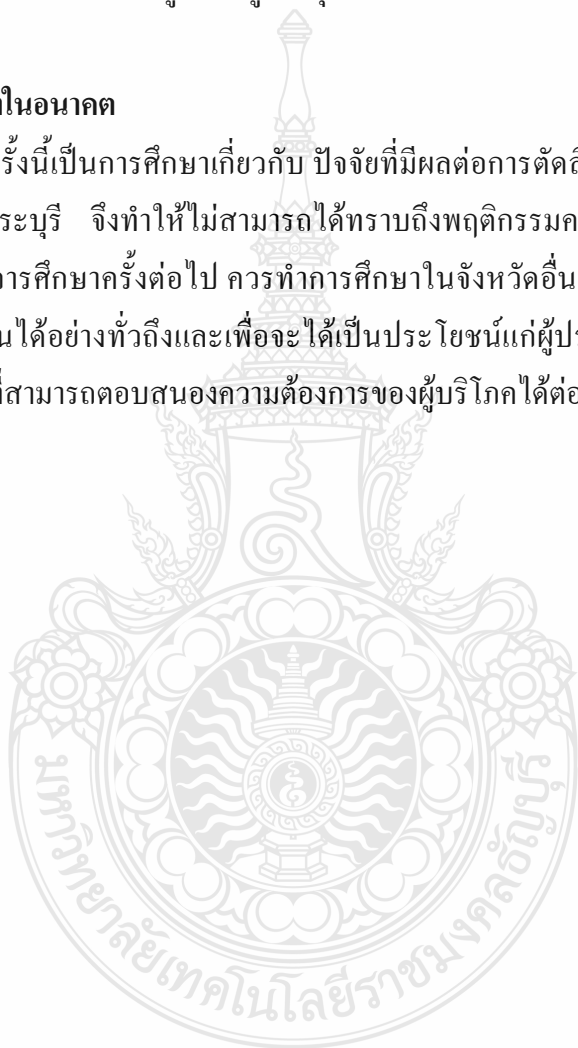 ในอนาคต
รั้งนี้เป็นการศึกษาเกี่ยวกับ ปัจจัยที่มีผลต่อการตัดสิ
ระบุรี จึงทำให้ไม่สามารถได้ทราบถึงพฤติกรรมค
การศึกษาครั้งต่อไป ควรทำการศึกษาในจังหวัดอื่น
นได้อย่างทั่วถึงและเพื่อจะได้เป็นประโยชน์แก่ผู้ปร
ที่สามารถตอบสนองความต้องการของผู้บริโภคได้ต่อ
มหาวิทยาลัยเทคโนโลยีราชมงคลธัญบุรี